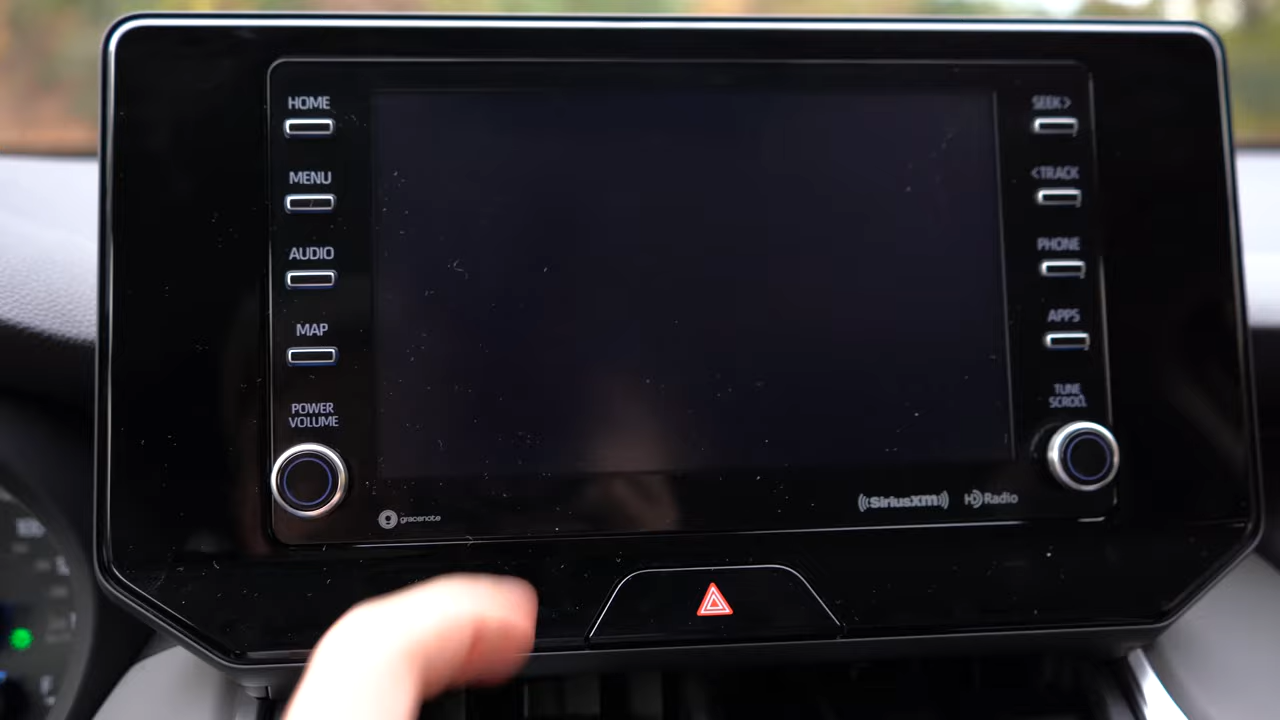 HOME
MENU
AUDIO
MAP
POWER
VOLUME
gracenote
SEEK>
<TRACK
PHONE
APPS
TUNE
SCROLL
((SiriusXM))
HD Radio